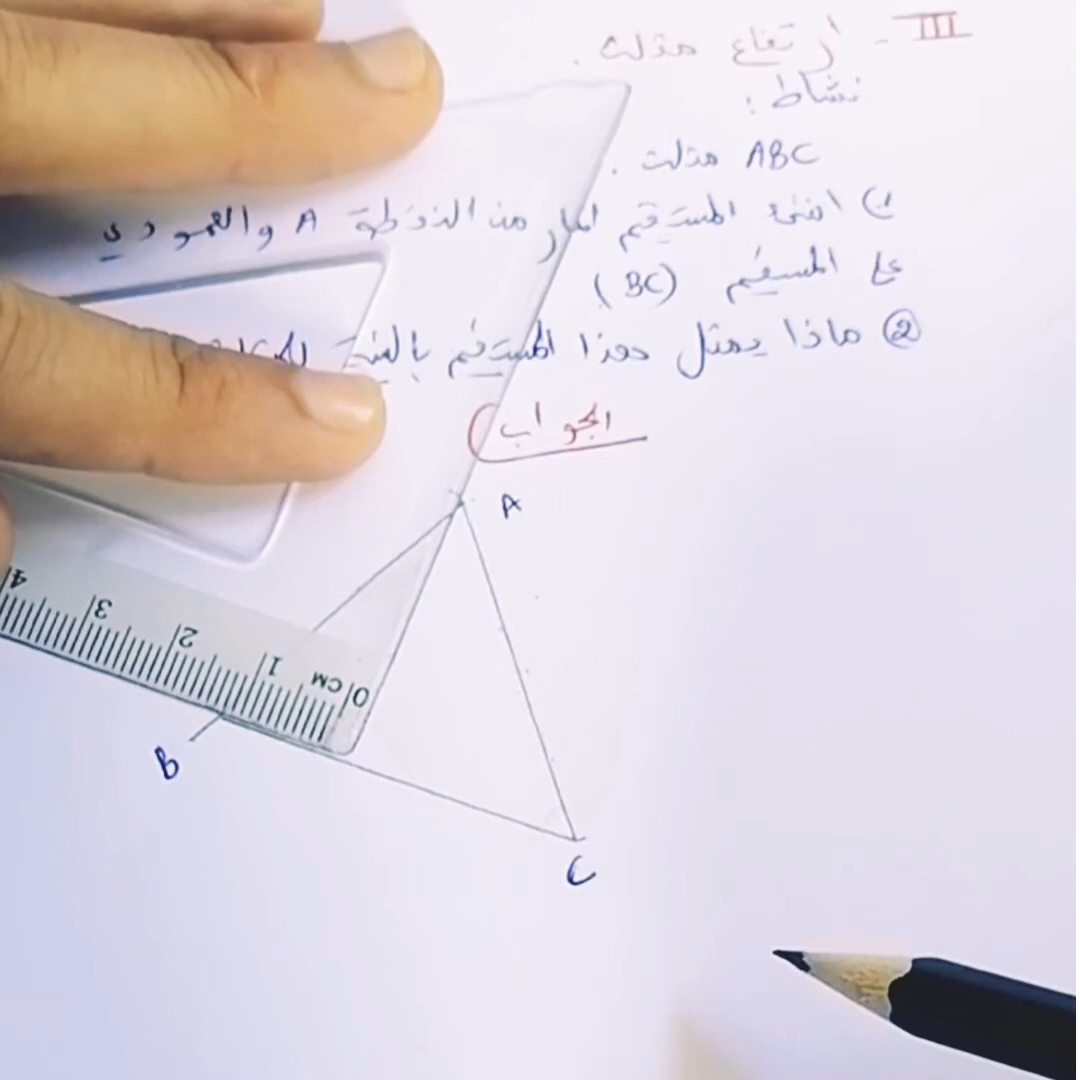 III - ارتفاع مثلث .
نشاط :
ABC مثلث .
1) انشئ المستقيم المار من النقطة A والعمودي
على المستقيم (BC)
② ماذا يمثل هذا المستقيم بالنسبة
الجواب
A
B
C
0 CM 1 2 3 4